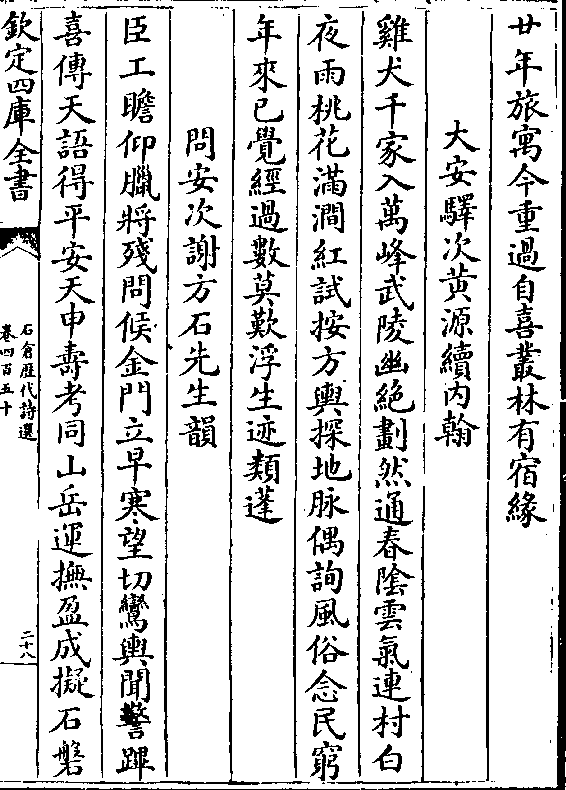 廿年旅寓今重過自喜叢林有宿緣
大安驛次黃源續内翰
雞犬千家入萬峰武陵幽絶劃然通春隂雲氣連村白
夜雨桃花滿澗紅試按方輿探地脉偶詢風俗念民窮
年來已覺經過數莫歎浮生迹類蓬
問安次謝方石先生韻
臣工瞻仰臘將殘問候金門立早寒望切鸞輿聞警蹕
喜傳天語得平安天申壽考同山岳運撫盈成擬石磐
欽定四庫全書
石倉歴代詩選
卷四百五十
二十八